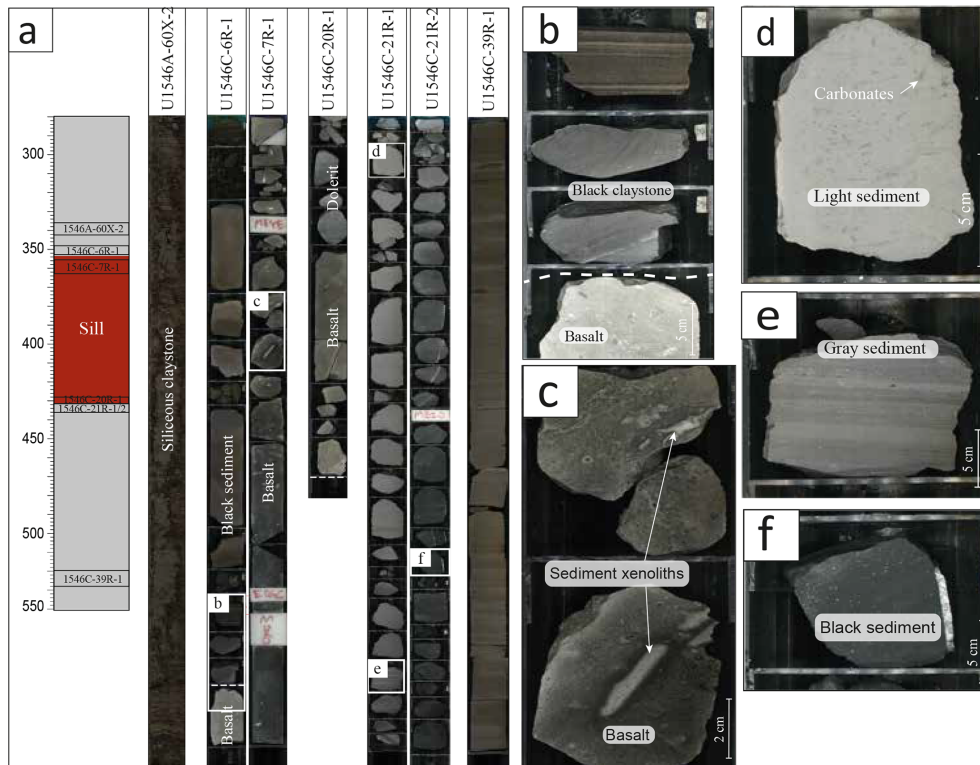 a
U1546A-60X-2
U1546C-6R-1
U1546C-7R-1
U1546C-20R-1
U1546C-21R-1
U1546C-21R-2
U1546C-39R-1
300
350
400
450
500
550
1546A-60X-2
1546C-6R-1
1546C-7R-1
Sill
1546C-20R-1
1546C-21R-1/2
1546C-39R-1
Siliceous claystone
Black sediment
b
Basalt
c
Basalt
Dolerit
Basalt
d
e
f
b
Black claystone
Basalt
5 cm
c
Sediment xenoliths
Basalt
2 cm
d
Carbonates
Light sediment
5 cm
e
Gray sediment
5 cm
f
Black sediment
5 cm